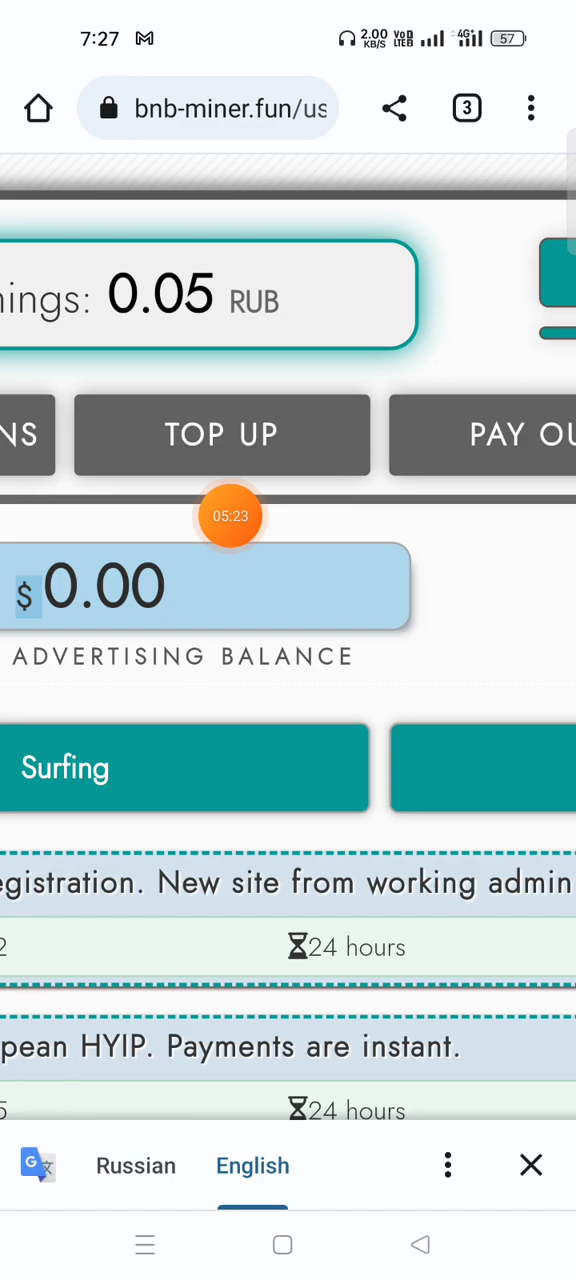 7:27 2.00 KB/S VoD LTE 4G 57
bnb-miner.fun/us 3
nings: 0.05 RUB
NS TOP UP PAY OU
05:23
$ 0.00
ADVERTISING BALANCE
Surfing
egistration. New site from working admin
2 24 hours
pean HYIP. Payments are instant.
5 24 hours
G Russian English